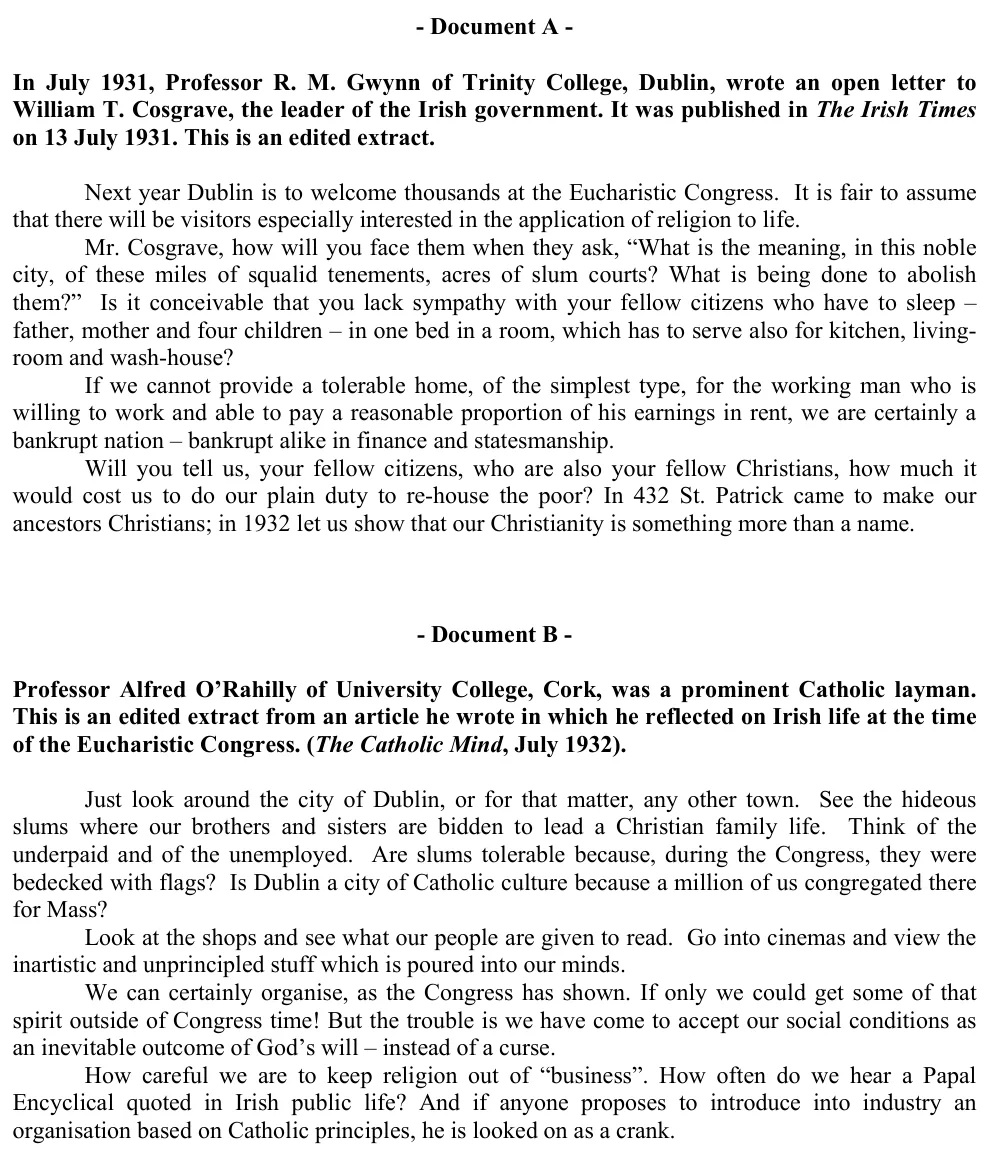 - Document A -
In July 1931, Professor R. M. Gwynn of Trinity College, Dublin, wrote an open letter to
William T. Cosgrave, the leader of the Irish government. It was published in The Irish Times
on 13 July 1931. This is an edited extract.
Next year Dublin is to welcome thousands at the Eucharistic Congress. It is fair to assume
that there will be visitors especially interested in the application of religion to life.
Mr. Cosgrave, how will you face them when they ask, “What is the meaning, in this noble
city, of these miles of squalid tenements, acres of slum courts? What is being done to abolish
them?” Is it conceivable that you lack sympathy with your fellow citizens who have to sleep –
father, mother and four children – in one bed in a room, which has to serve also for kitchen, living-
room and wash-house?
If we cannot provide a tolerable home, of the simplest type, for the working man who is
willing to work and able to pay a reasonable proportion of his earnings in rent, we are certainly a
bankrupt nation – bankrupt alike in finance and statesmanship.
Will you tell us, your fellow citizens, who are also your fellow Christians, how much it
would cost us to do our plain duty to re-house the poor? In 432 St. Patrick came to make our
ancestors Christians; in 1932 let us show that our Christianity is something more than a name.
- Document B -
Professor Alfred O’Rahilly of University College, Cork, was a prominent Catholic layman.
This is an edited extract from an article he wrote in which he reflected on Irish life at the time
of the Eucharistic Congress. (The Catholic Mind, July 1932).
Just look around the city of Dublin, or for that matter, any other town. See the hideous
slums where our brothers and sisters are bidden to lead a Christian family life. Think of the
underpaid and of the unemployed. Are slums tolerable because, during the Congress, they were
bedecked with flags? Is Dublin a city of Catholic culture because a million of us congregated there
for Mass?
Look at the shops and see what our people are given to read. Go into cinemas and view the
inartistic and unprincipled stuff which is poured into our minds.
We can certainly organise, as the Congress has shown. If only we could get some of that
spirit outside of Congress time! But the trouble is we have come to accept our social conditions as
an inevitable outcome of God’s will – instead of a curse.
How careful we are to keep religion out of “business”. How often do we hear a Papal
Encyclical quoted in Irish public life? And if anyone proposes to introduce into industry an
organisation based on Catholic principles, he is looked on as a crank.